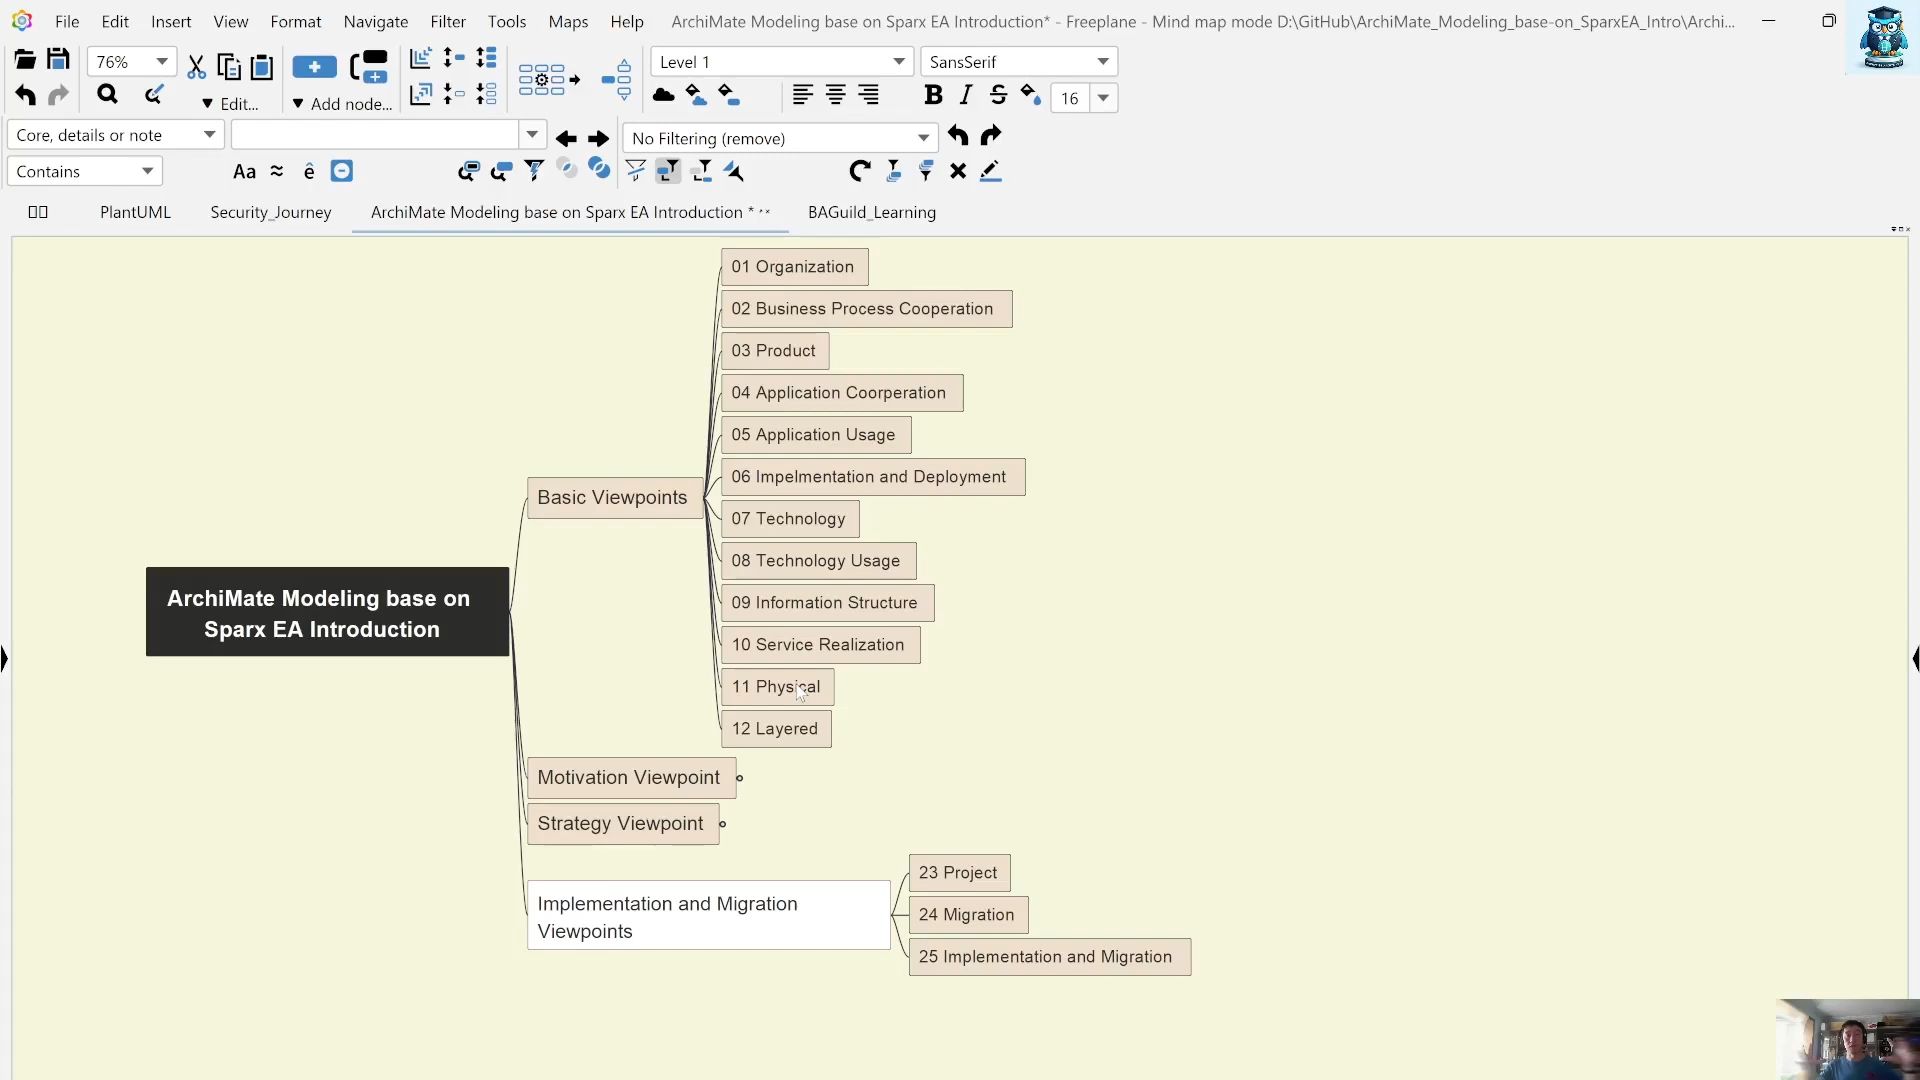 File Edit Insert View Format Navigate Filter Tools Maps Help ArchiMate Modeling base on Sparx EA Introduction* - Freeplane - Mind map mode D:\GitHub\ArchiMate_Modeling_base-on_SparxEA_Intro\Archi...
76% Level 1 SansSerif
Edit... Add node... B I S 16
Core, details or note No Filtering (remove)
Contains Aa ≈ ê
PlantUML Security_Journey ArchiMate Modeling base on Sparx EA Introduction * BAGuild_Learning
01 Organization
02 Business Process Cooperation
03 Product
04 Application Coorperation
05 Application Usage
06 Impelmentation and Deployment
Basic Viewpoints
07 Technology
08 Technology Usage
09 Information Structure
10 Service Realization
11 Physical
12 Layered
ArchiMate Modeling base on
Sparx EA Introduction
Motivation Viewpoint
Strategy Viewpoint
Implementation and Migration
Viewpoints
23 Project
24 Migration
25 Implementation and Migration